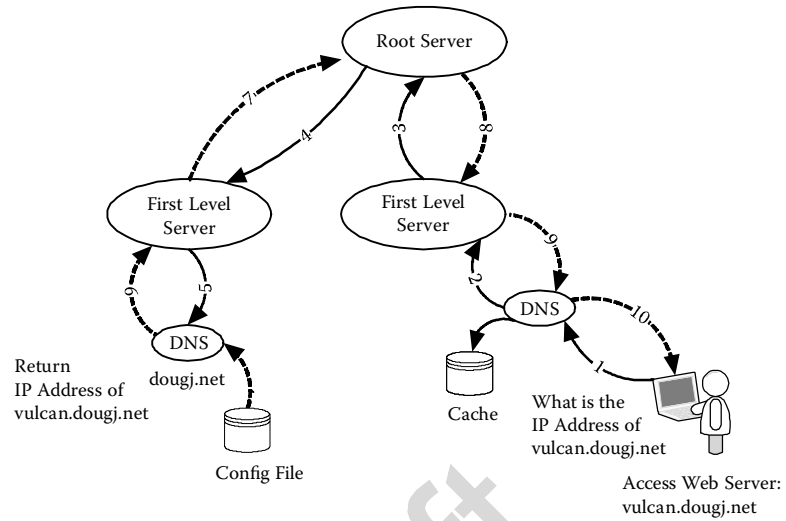 Root Server
7
4
3
8
First Level
Server
First Level
Server
6
5
2
9
DNS
dougj.net
DNS
10
1
Return
IP Address of
vulcan.dougj.net
Config File
Cache
What is the
IP Address of
vulcan.dougj.net
Access Web Server:
vulcan.dougj.net